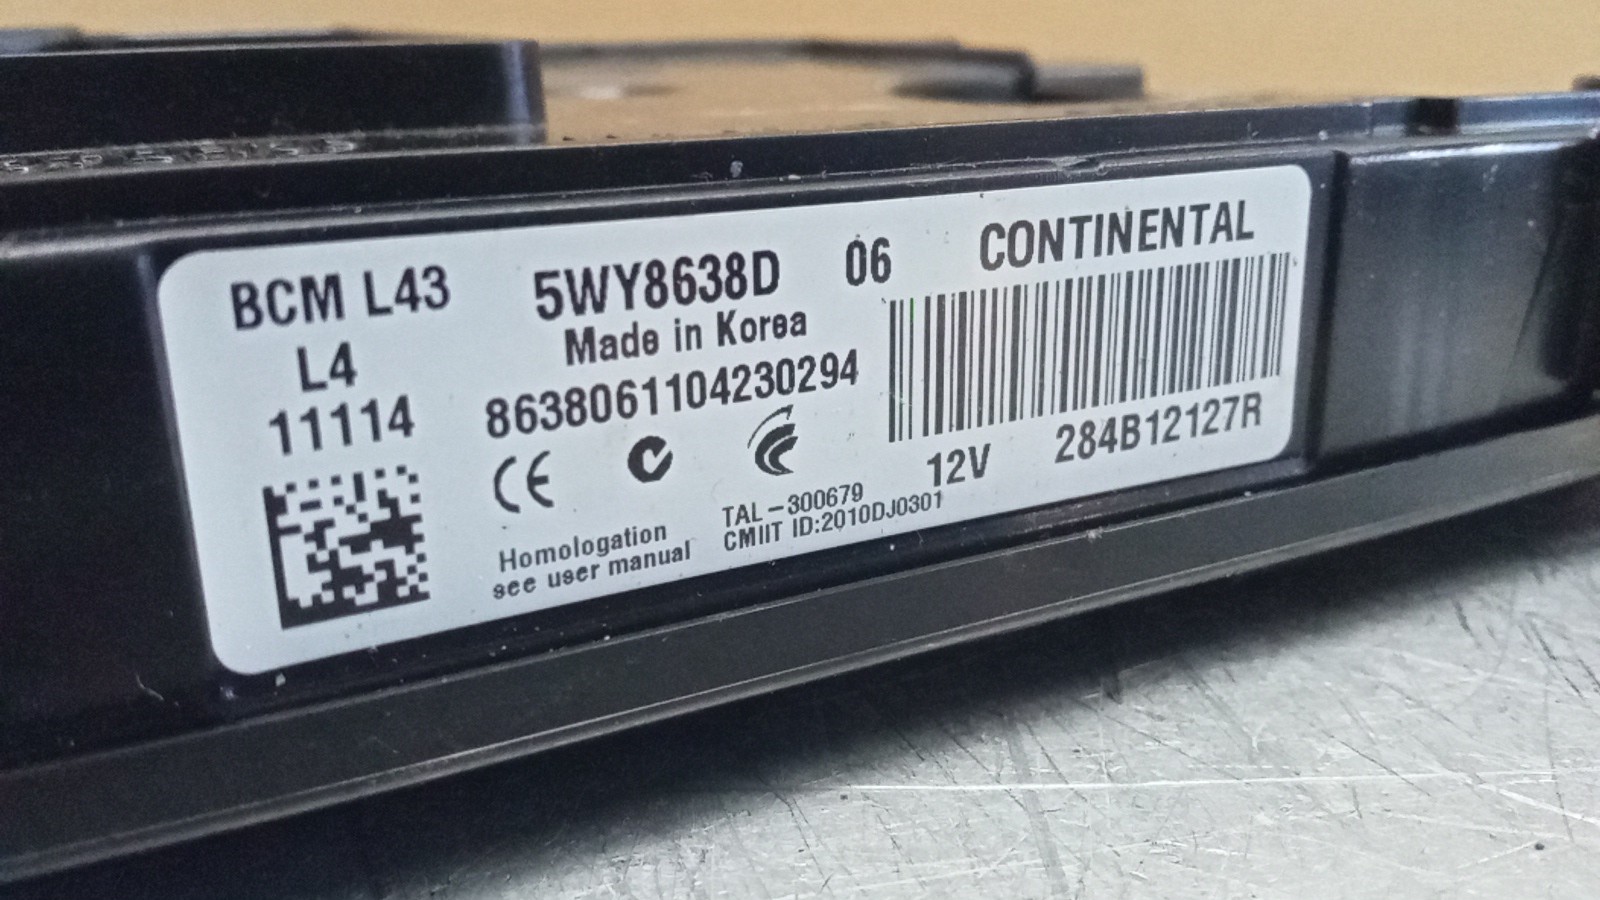 BCM L43
L4
11114
5WY8638D 06
Made in Korea
8638061104230294
CE
Homologation
see user manual
TAL-300679
CMIIT ID:2010DJ0301
CONTINENTAL
12V 284B12127R